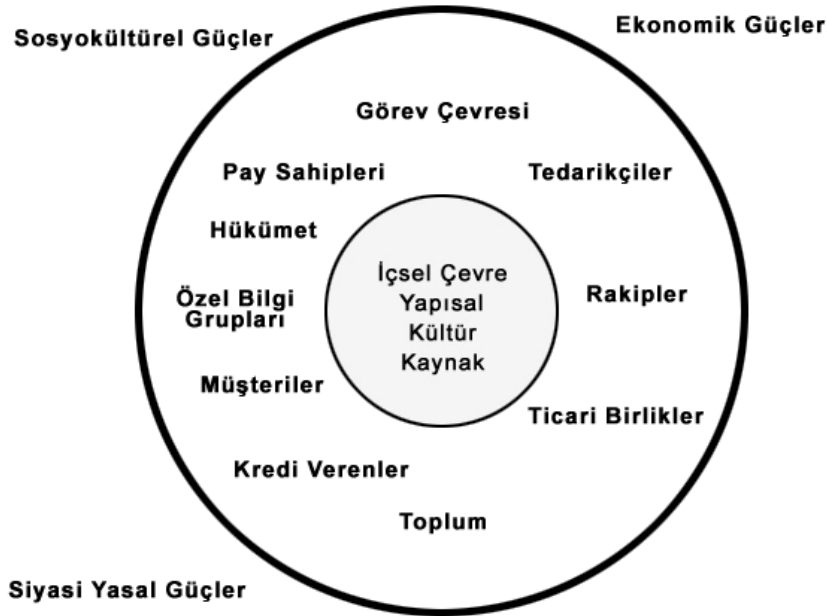 Sosyokültürel Güçler
Ekonomik Güçler
Görev Çevresi
Pay Sahipleri
Tedarikçiler
Hükümet
İçsel Çevre
Yapısal
Kültür
Kaynak
Özel Bilgi
Grupları
Rakipler
Müşteriler
Ticari Birlikler
Kredi Verenler
Toplum
Siyasi Yasal Güçler